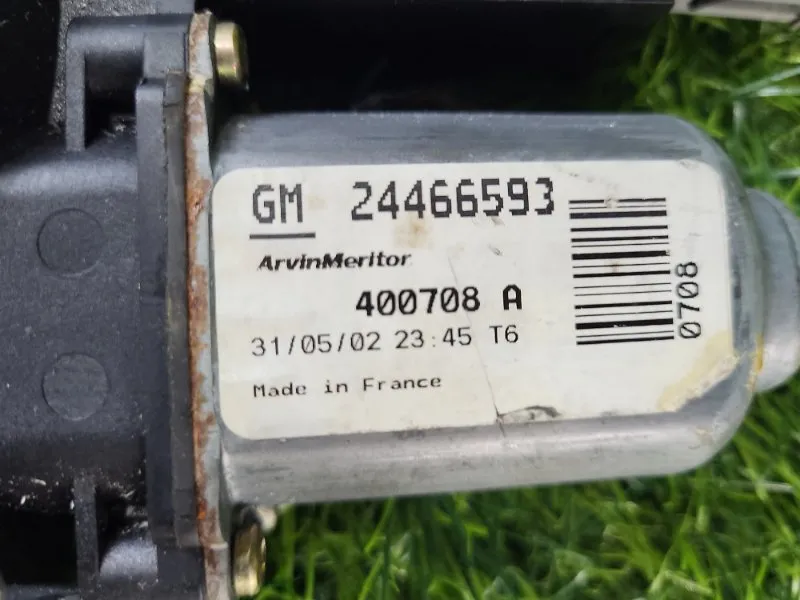 GM 24466593
ArvinMeritor
400708 A
31/05/02 23:45 T6
Made in France
0708